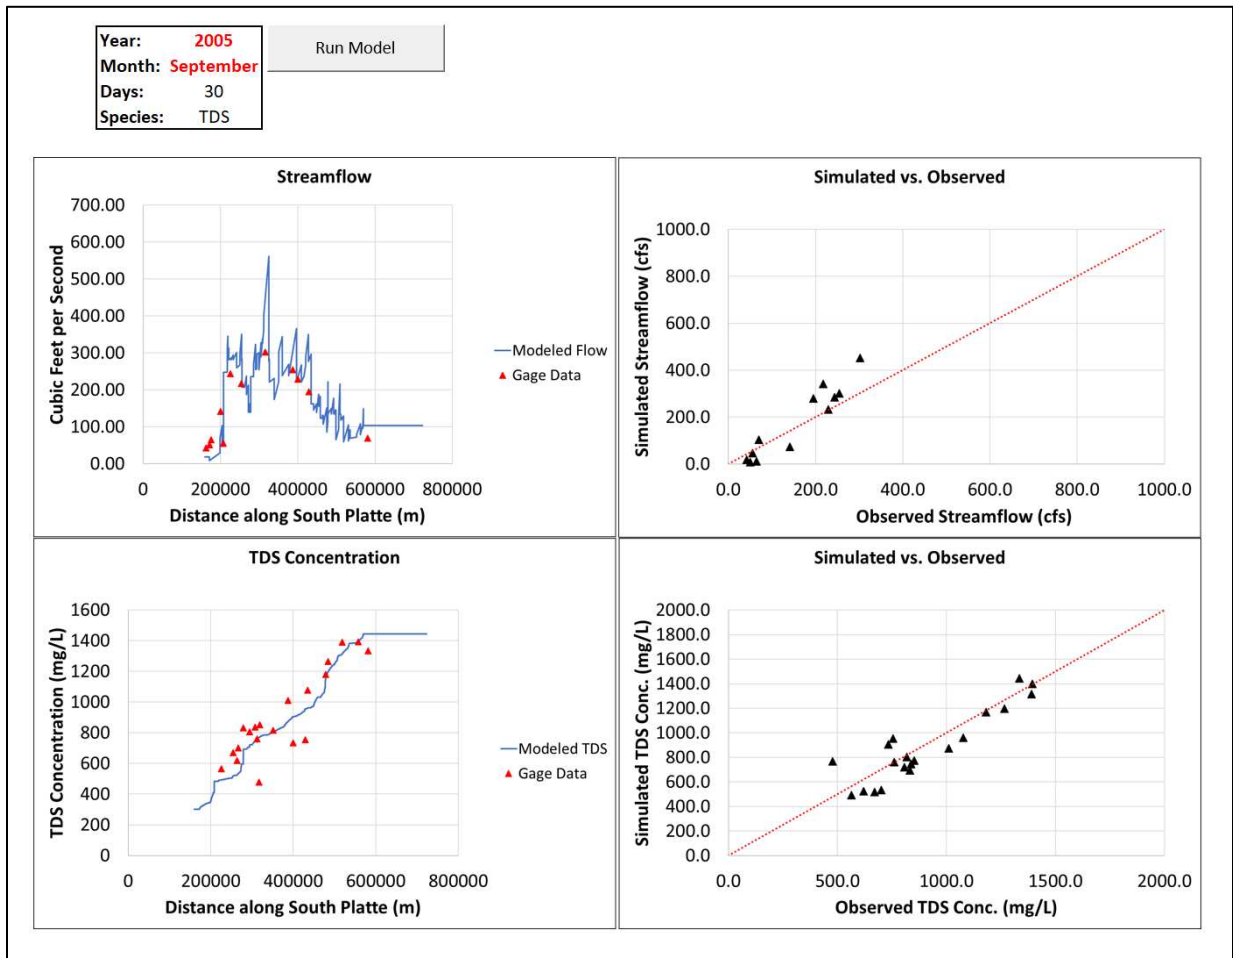 Year: 2005
Month: September
Days: 30
Species: TDS
Run Model
Streamflow
700.00
600.00
500.00
400.00
300.00
200.00
100.00
0.00
Cubic Feet per Second
0 200000 400000 600000 800000
Distance along South Platte (m)
Modeled Flow
Gage Data
Simulated vs. Observed
1000.0
800.0
600.0
400.0
200.0
0.0
Simulated Streamflow (cfs)
0.0 200.0 400.0 600.0 800.0 1000.0
Observed Streamflow (cfs)
TDS Concentration
1600
1400
1200
1000
800
600
400
200
0
TDS Concentration (mg/L)
0 200000 400000 600000 800000
Distance along South Platte (m)
Modeled TDS
Gage Data
Simulated vs. Observed
2000.0
1800.0
1600.0
1400.0
1200.0
1000.0
800.0
600.0
400.0
200.0
0.0
Simulated TDS Conc. (mg/L)
0.0 500.0 1000.0 1500.0 2000.0
Observed TDS Conc. (mg/L)